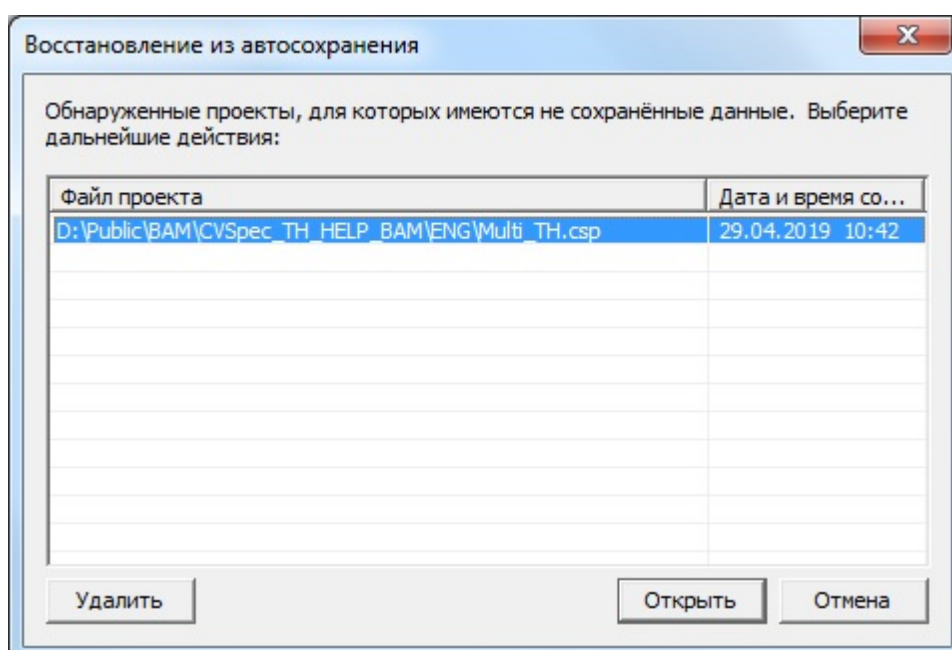 Восстановление из автосохранения
Обнаруженные проекты, для которых имеются не сохранённые данные. Выберите
дальнейшие действия:
Файл проекта Дата и время со...
D:\Public\BAM\CVSpec_TH_HELP_BAM\ENG\Multi_TH.csp 29.04.2019 10:42
Удалить Открыть Отмена